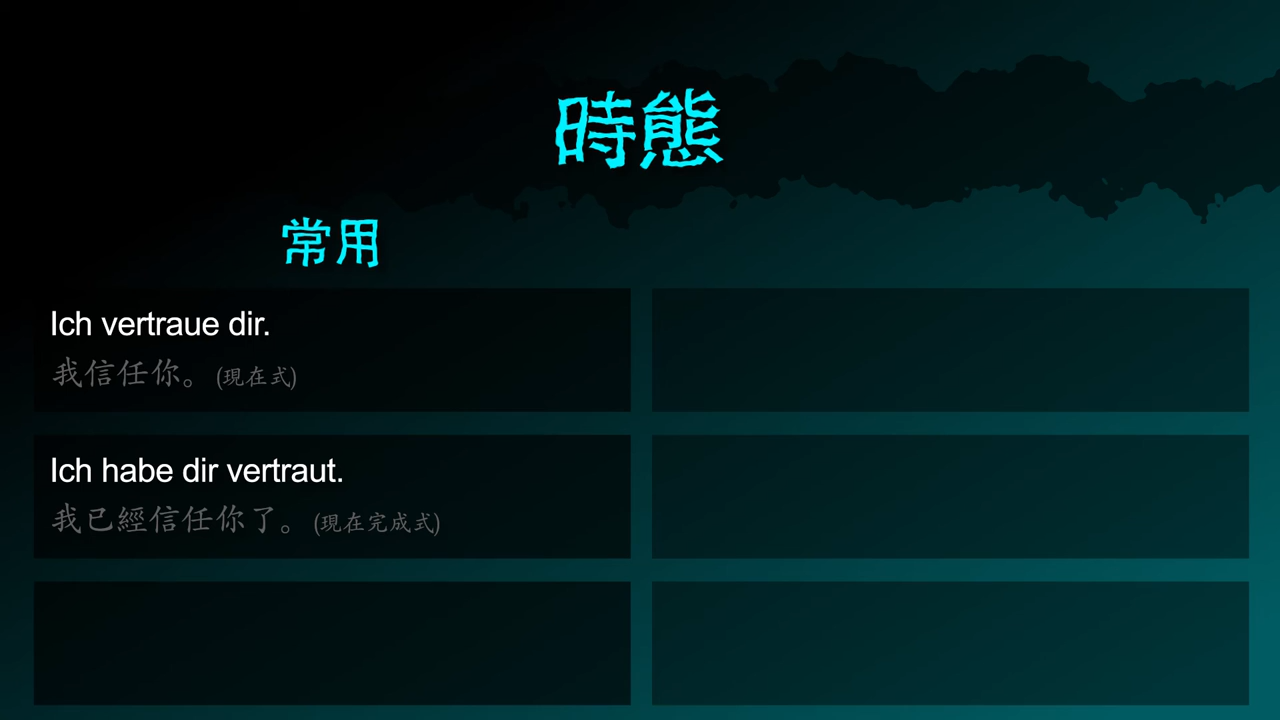 時態
常用
Ich vertraue dir.
我信任你。(現在式)
Ich habe dir vertraut.
我已經信任你了。(現在完成式)